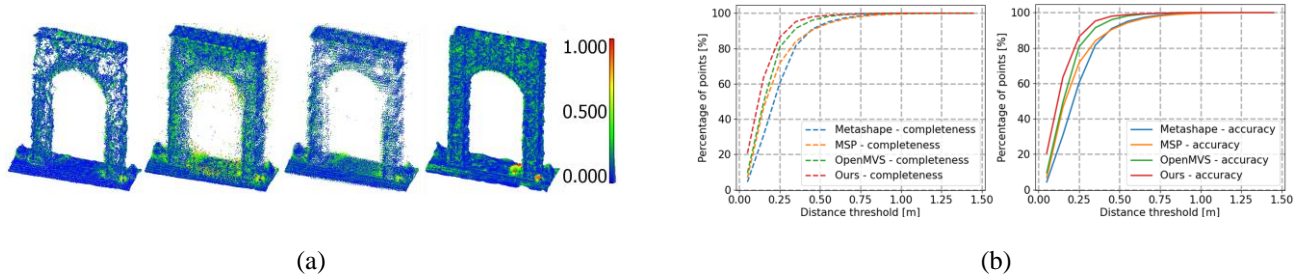 1.000
0.500
0.000
(a)
Percentage of points [%]
100
80
60
40
20
0
0.00 0.25 0.50 0.75 1.00 1.25 1.50
Distance threshold [m]
Metashape - completeness
MSP - completeness
OpenMVS - completeness
Ours - completeness
Percentage of points [%]
100
80
60
40
20
0
0.00 0.25 0.50 0.75 1.00 1.25 1.50
Distance threshold [m]
Metashape - accuracy
MSP - accuracy
OpenMVS - accuracy
Ours - accuracy
(b)